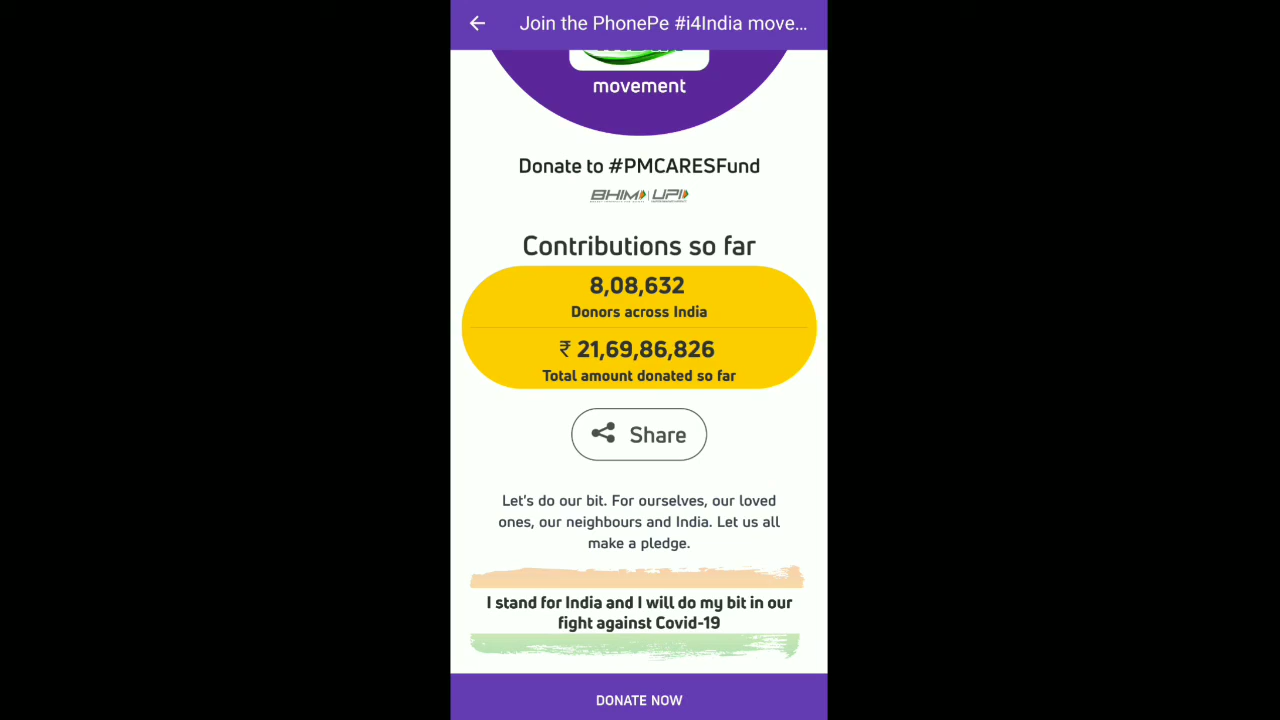 Join the PhonePe #i4India move...
movement
Donate to #PMCARESFund
BHIM UPI
Contributions so far
8,08,632
Donors across India
₹ 21,69,86,826
Total amount donated so far
Share
Let's do our bit. For ourselves, our loved
ones, our neighbours and India. Let us all
make a pledge.
I stand for India and I will do my bit in our
fight against Covid-19
DONATE NOW